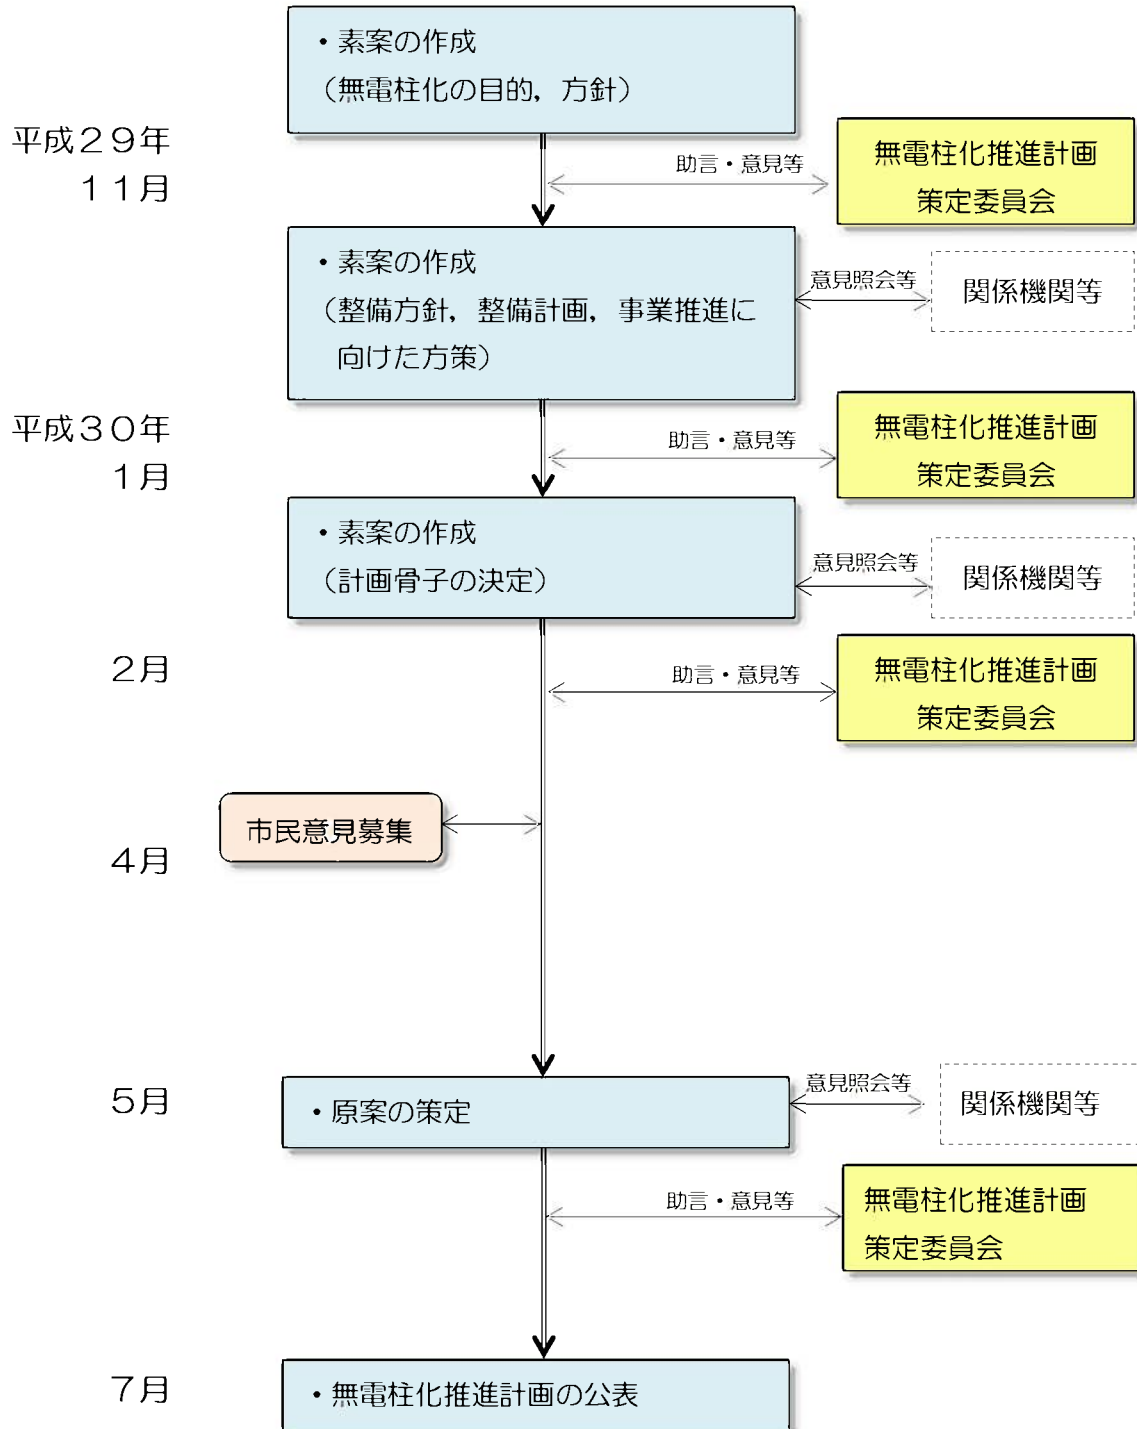 ・素案の作成
（無電柱化の目的，方針）
平成２９年
１１月
助言・意見等
無電柱化推進計画
策定委員会
・素案の作成
（整備方針，整備計画，事業推進に
向けた方策）
意見照会等
関係機関等
平成３０年
１月
助言・意見等
無電柱化推進計画
策定委員会
・素案の作成
（計画骨子の決定）
意見照会等
関係機関等
２月
助言・意見等
無電柱化推進計画
策定委員会
市民意見募集
４月
５月
・原案の策定
意見照会等
関係機関等
助言・意見等
無電柱化推進計画
策定委員会
７月
・無電柱化推進計画の公表